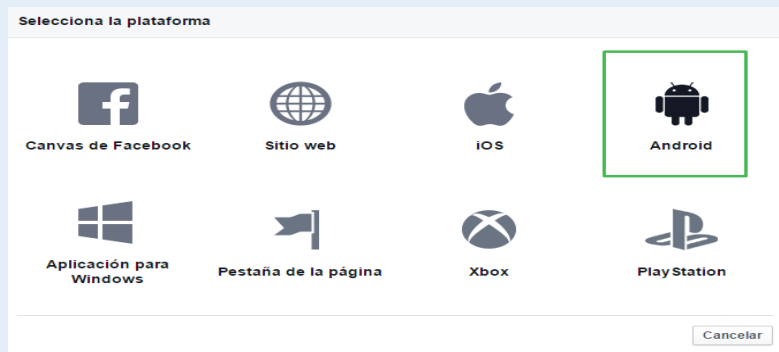 Selecciona la plataforma
Canvas de Facebook
Sitio web
iOS
Android
Aplicación para
Windows
Pestaña de la página
Xbox
PlayStation
Cancelar